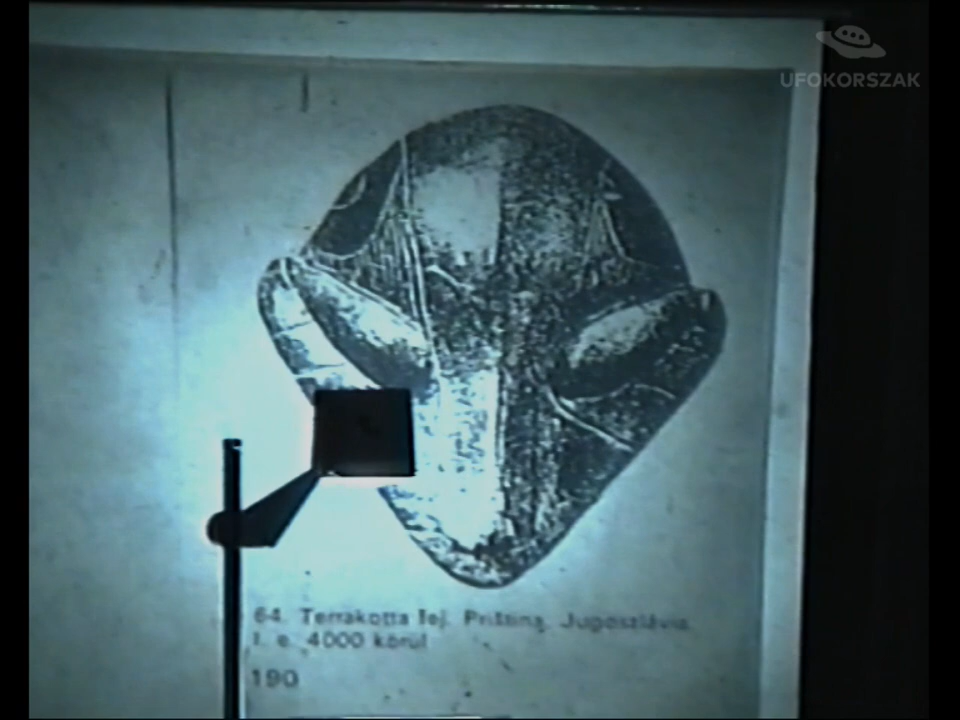 UFOKORSZAK
64. Terrakotta fej. Priština, Jugoszlávia
I. e. 4000 körül
190